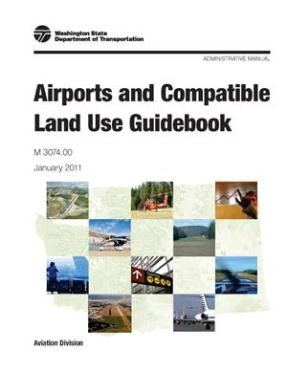 Washington State
Department of Transportation
ADMINISTRATIVE MANUAL
Airports and Compatible
Land Use Guidebook
M 3074.00
January 2011
Aviation Division